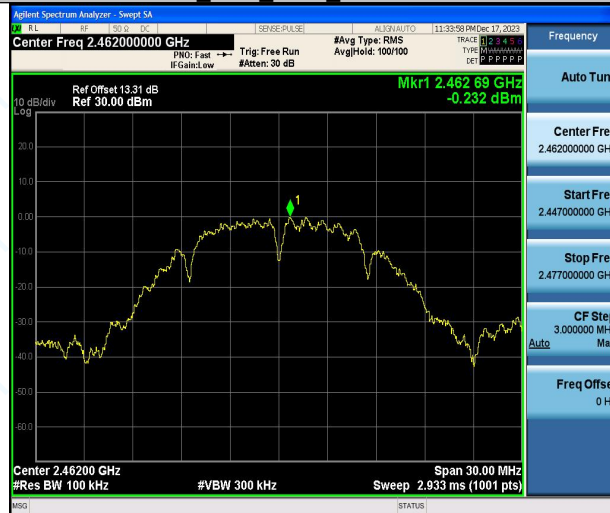 Agilent Spectrum Analyzer - Swept SA
RL RF 50 Ω DC SENSE:PULSE ALIGN AUTO 11:33:58 PM Dec 17, 2023
Center Freq 2.462000000 GHz
PNO: Fast
IFGain:Low
Trig: Free Run
#Atten: 30 dB
#Avg Type: RMS
Avg|Hold: 100/100
TRACE 1 2 3 4 5 6
TYPE M
DET P P P P P P
Ref Offset 13.31 dB
Ref 30.00 dBm
10 dB/div
Log
Mkr1 2.462 69 GHz
-0.232 dBm
20.0
10.0
0.00
-10.0
-20.0
-30.0
-40.0
-50.0
-60.0
1
Center 2.46200 GHz
#Res BW 100 kHz
#VBW 300 kHz
Span 30.00 MHz
Sweep 2.933 ms (1001 pts)
MSG
STATUS
Frequency
Auto Tun
Center Fre
2.462000000 GH
Start Fre
2.447000000 GH
Stop Fre
2.477000000 GH
CF Ste
3.000000 MH
Auto Ma
Freq Offse
0 H